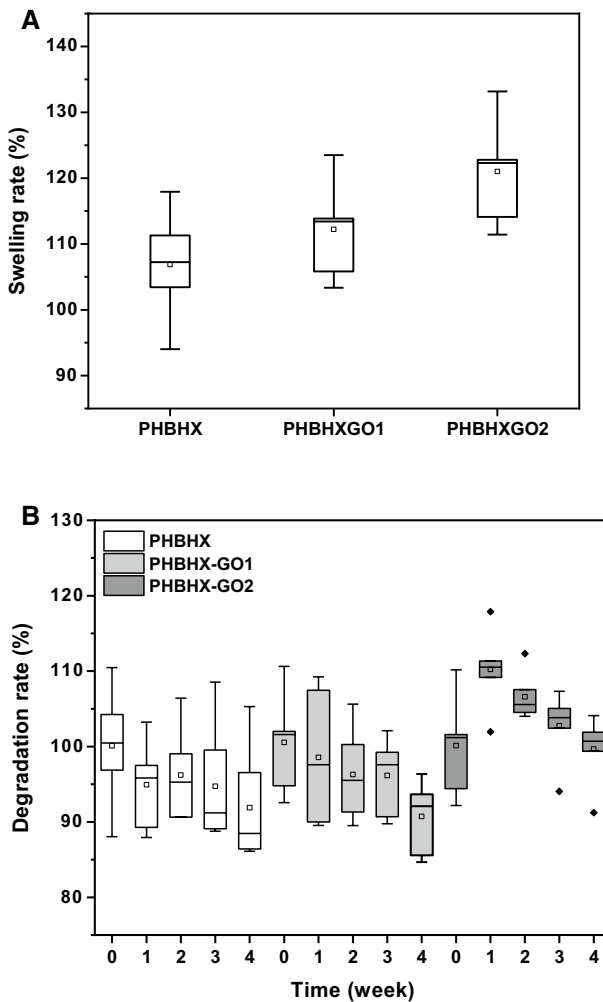 A
Swelling rate (%)
140
130
120
110
100
90
PHBHX PHBHXGO1 PHBHXGO2
B
Degradation rate (%)
130
120
110
100
90
80
PHBHX
PHBHX-GO1
PHBHX-GO2
0 1 2 3 4 0 1 2 3 4 0 1 2 3 4
Time (week)